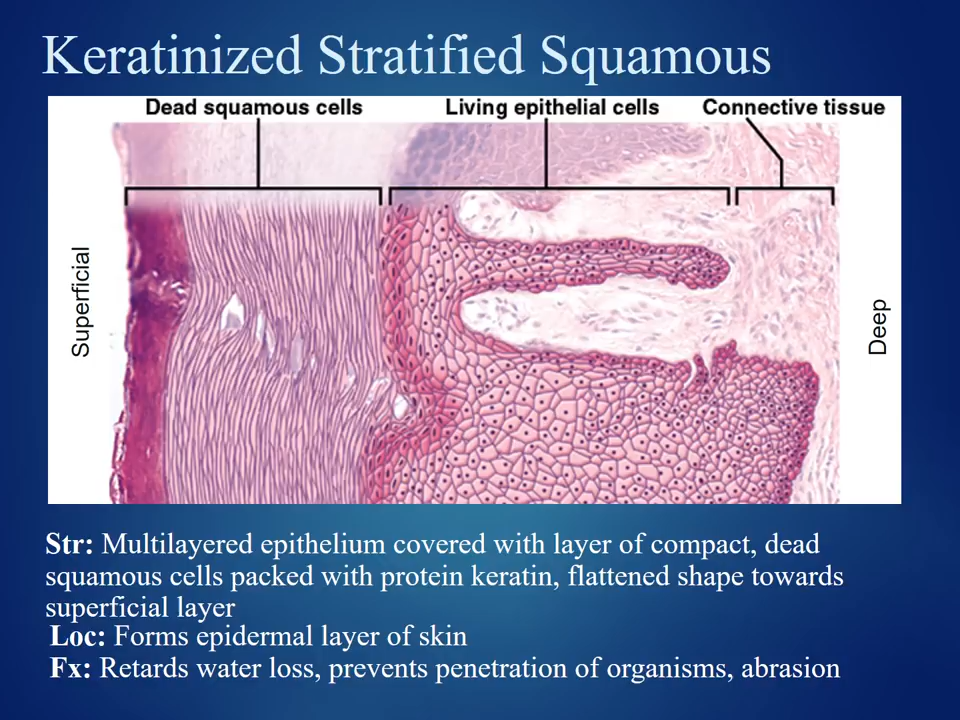 Keratinized Stratified Squamous
Dead squamous cells
Living epithelial cells
Connective tissue
Superficial
Deep
Str: Multilayered epithelium covered with layer of compact, dead
squamous cells packed with protein keratin, flattened shape towards
superficial layer
Loc: Forms epidermal layer of skin
Fx: Retards water loss, prevents penetration of organisms, abrasion